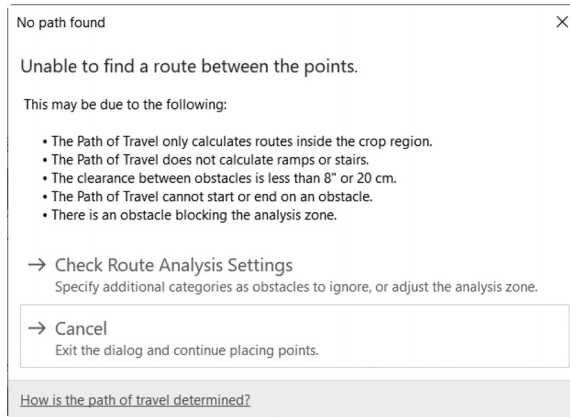 No path found
Unable to find a route between the points.
This may be due to the following:
• The Path of Travel only calculates routes inside the crop region.
• The Path of Travel does not calculate ramps or stairs.
• The clearance between obstacles is less than 8" or 20 cm.
• The Path of Travel cannot start or end on an obstacle.
• There is an obstacle blocking the analysis zone.
→ Check Route Analysis Settings
Specify additional categories as obstacles to ignore, or adjust the analysis zone.
→ Cancel
Exit the dialog and continue placing points.
How is the path of travel determined?